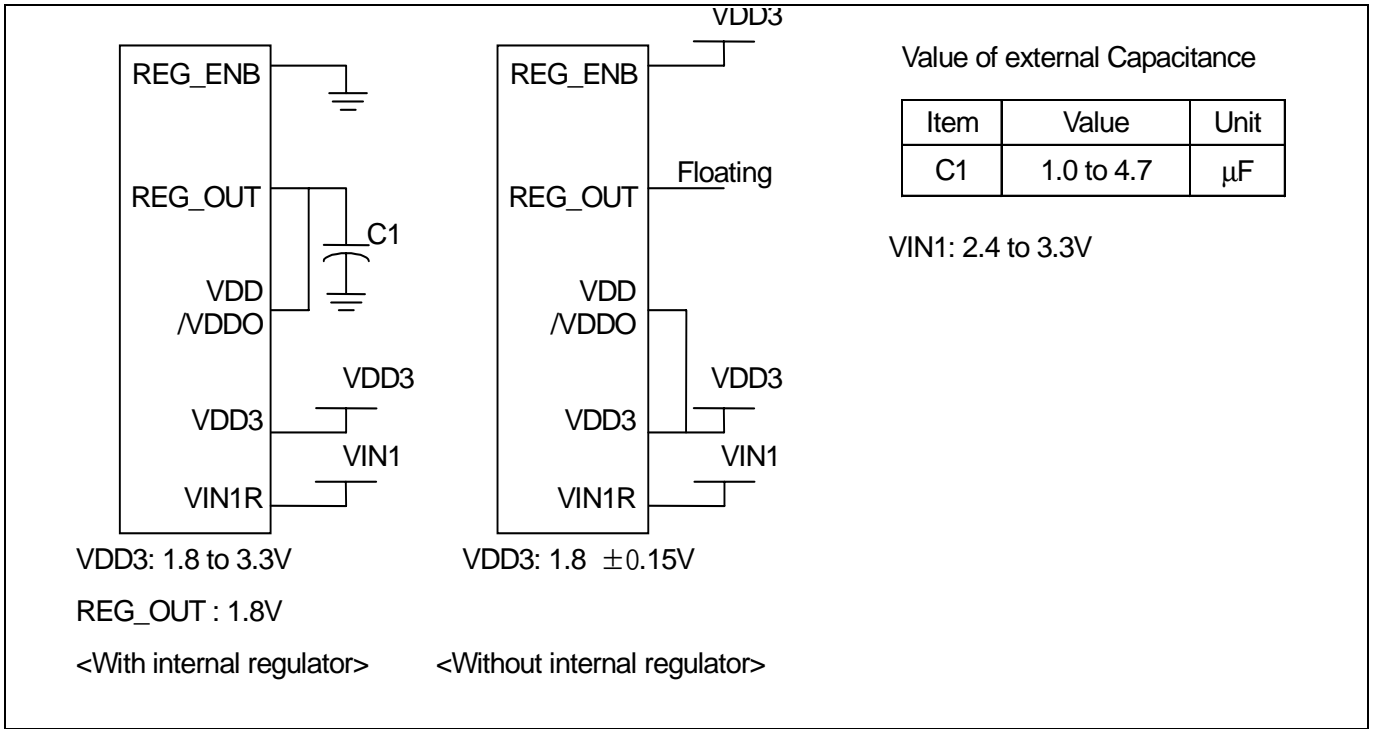 VDD3
REG_ENB
REG_OUT
C1
VDD
/VDDO
VDD3
VDD3
VIN1
VIN1R
VDD3: 1.8 to 3.3V
REG_OUT : 1.8V
<With internal regulator>
REG_ENB
Floating
REG_OUT
VDD
/VDDO
VDD3
VDD3
VIN1
VIN1R
VDD3: 1.8 ±0.15V
<Without internal regulator>
Value of external Capacitance
Item Value Unit
C1 1.0 to 4.7 μF
VIN1: 2.4 to 3.3V